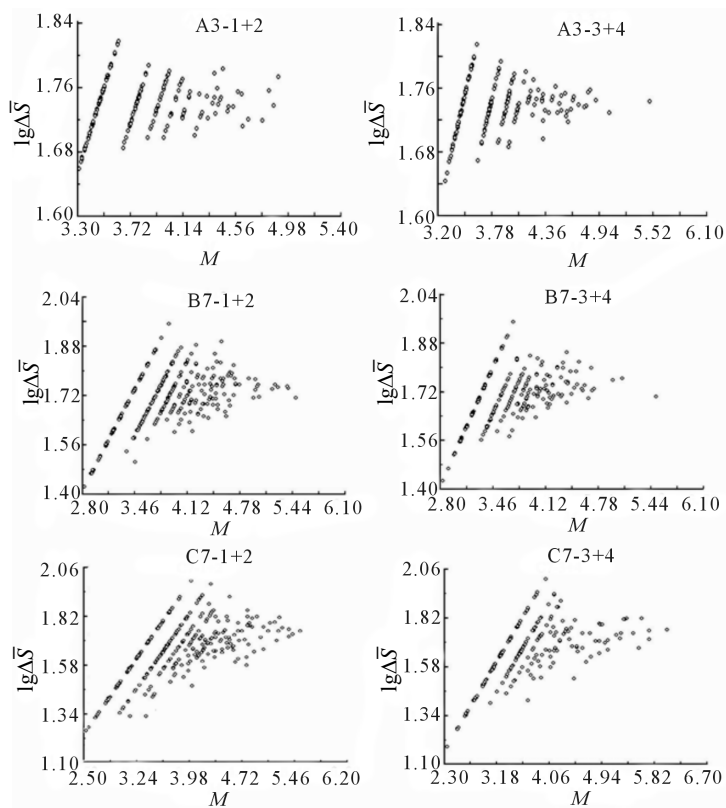 A3-1+2
1.84
1.76
1.68
1.60
lgΔS̅
3.30 3.72 4.14 4.56 4.98 5.40
M
A3-3+4
1.84
1.76
1.68
1.60
lgΔS̅
3.20 3.78 4.36 4.94 5.52 6.10
M
B7-1+2
2.04
1.88
1.72
1.56
1.40
lgΔS̅
2.80 3.46 4.12 4.78 5.44 6.10
M
B7-3+4
2.04
1.88
1.72
1.56
1.40
lgΔS̅
2.80 3.46 4.12 4.78 5.44 6.10
M
C7-1+2
2.06
1.82
1.58
1.34
1.10
lgΔS̅
2.50 3.24 3.98 4.72 5.46 6.20
M
C7-3+4
2.06
1.82
1.58
1.34
1.10
lgΔS̅
2.30 3.18 4.06 4.94 5.82 6.70
M